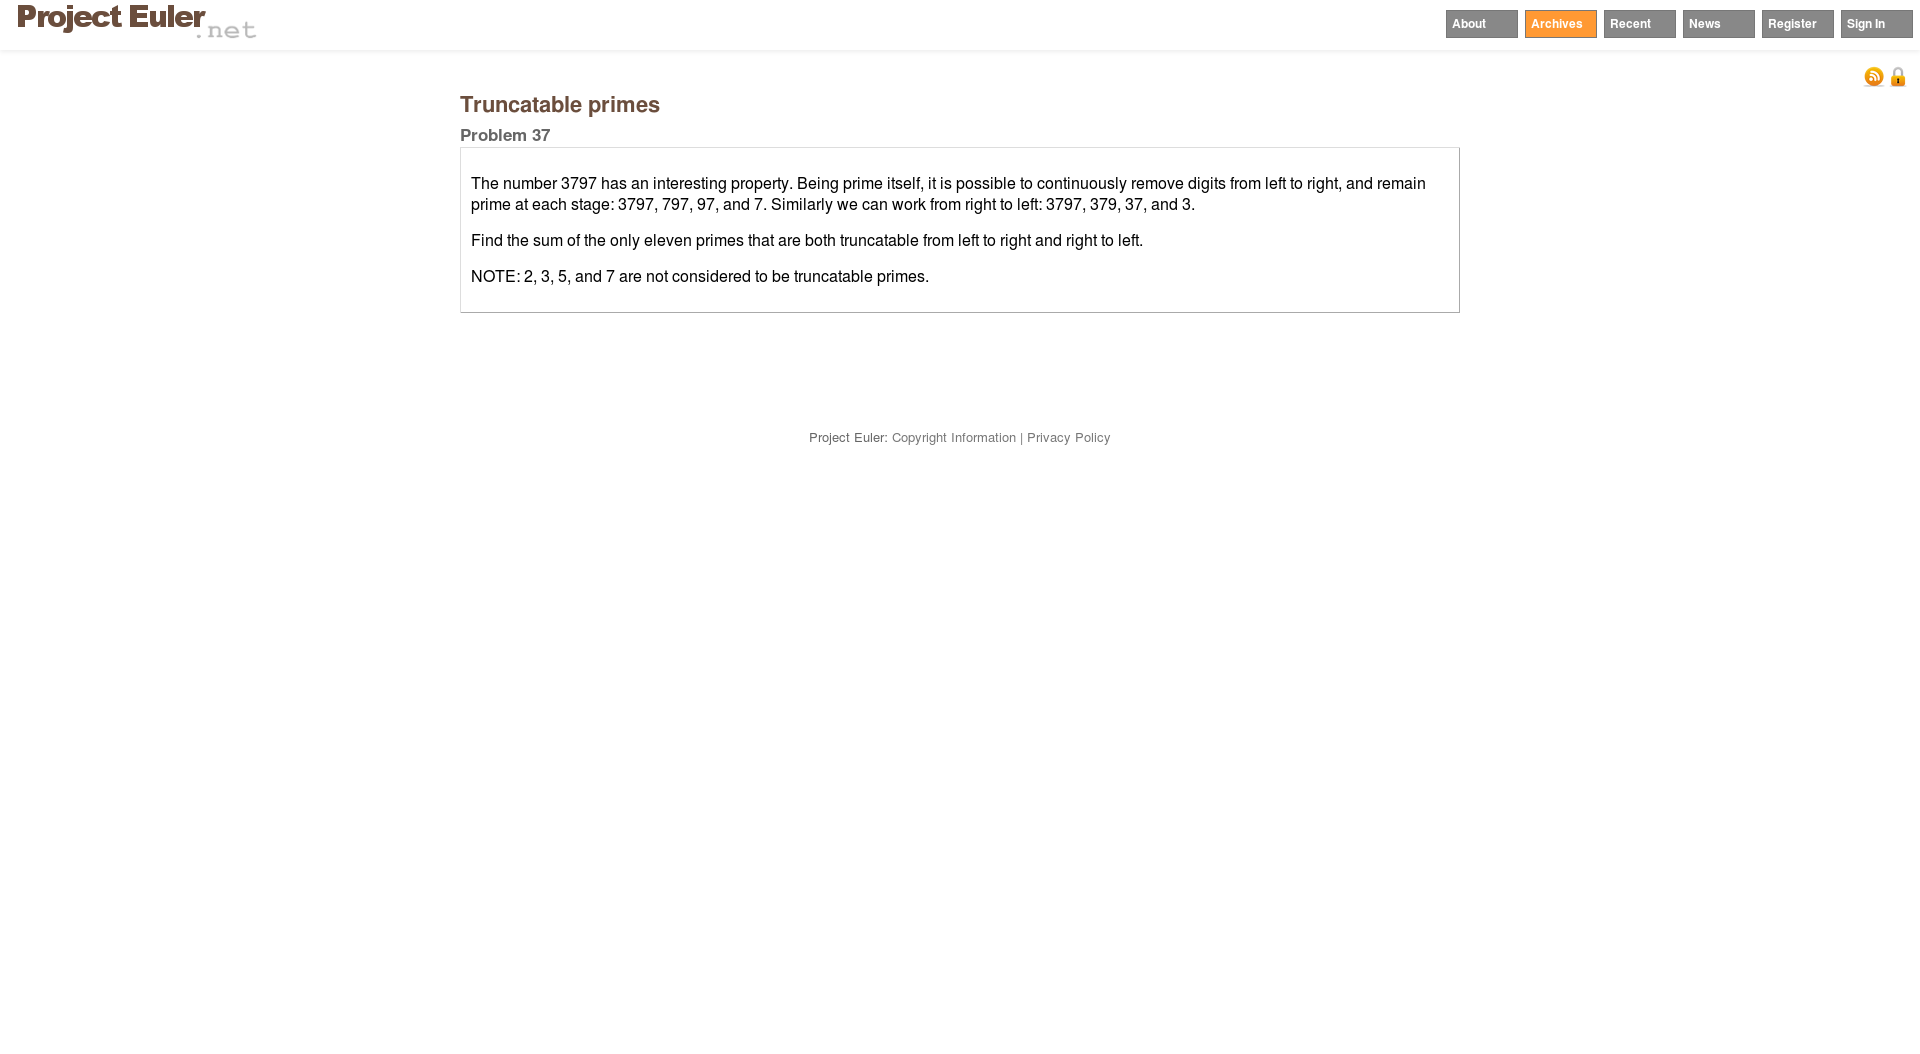 Project Euler.net
About Archives Recent News Register Sign In
Truncatable primes
Problem 37
The number 3797 has an interesting property. Being prime itself, it is possible to continuously remove digits from left to right, and remain
prime at each stage: 3797, 797, 97, and 7. Similarly we can work from right to left: 3797, 379, 37, and 3.
Find the sum of the only eleven primes that are both truncatable from left to right and right to left.
NOTE: 2, 3, 5, and 7 are not considered to be truncatable primes.
Project Euler: Copyright Information | Privacy Policy